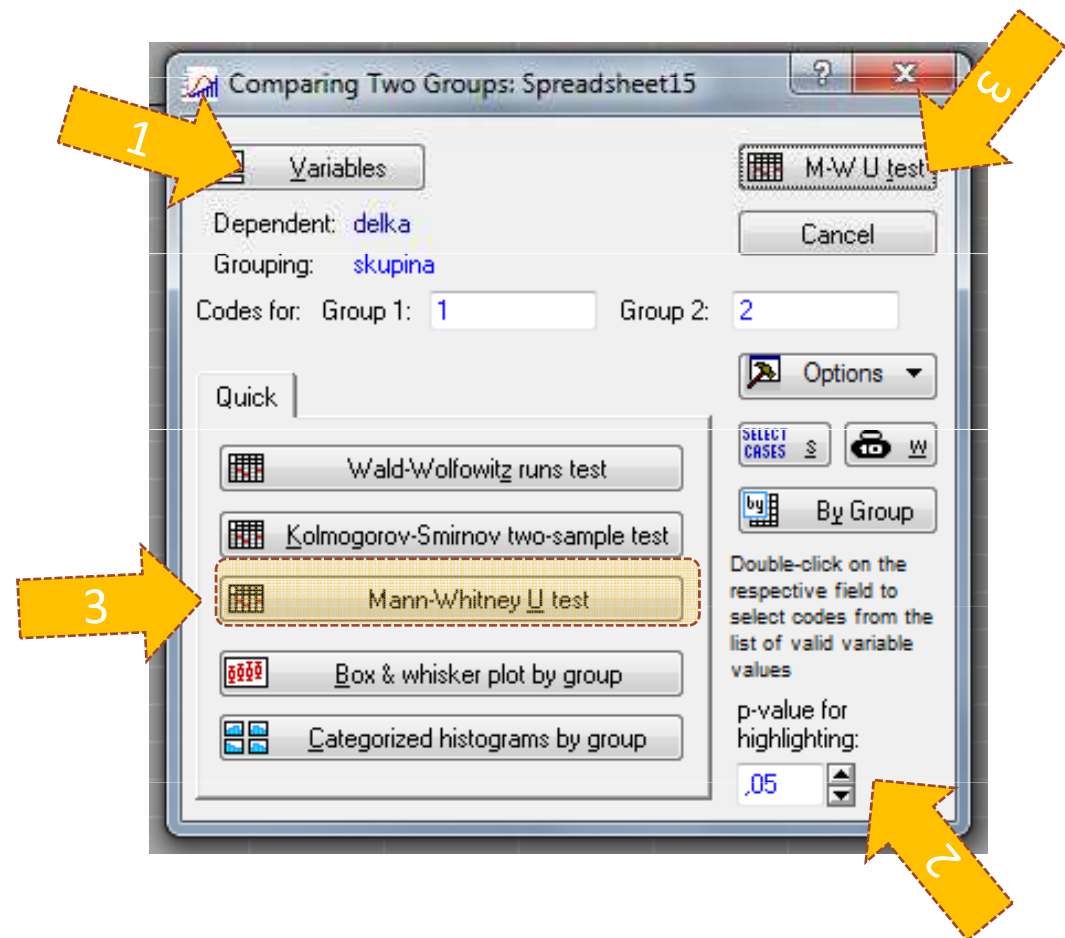 Comparing Two Groups: Spreadsheet15
?
x
3
1
Variables
M-W U test
Dependent: delka
Cancel
Grouping: skupina
Codes for: Group 1: 1 Group 2: 2
Options
Quick
SELECT CASES S
W
Wald-Wolfowitz runs test
by By Group
Kolmogorov-Smirnov two-sample test
3
Mann-Whitney U test
Double-click on the
respective field to
select codes from the
list of valid variable
values
Box & whisker plot by group
Categorized histograms by group
p-value for
highlighting:
,05
2